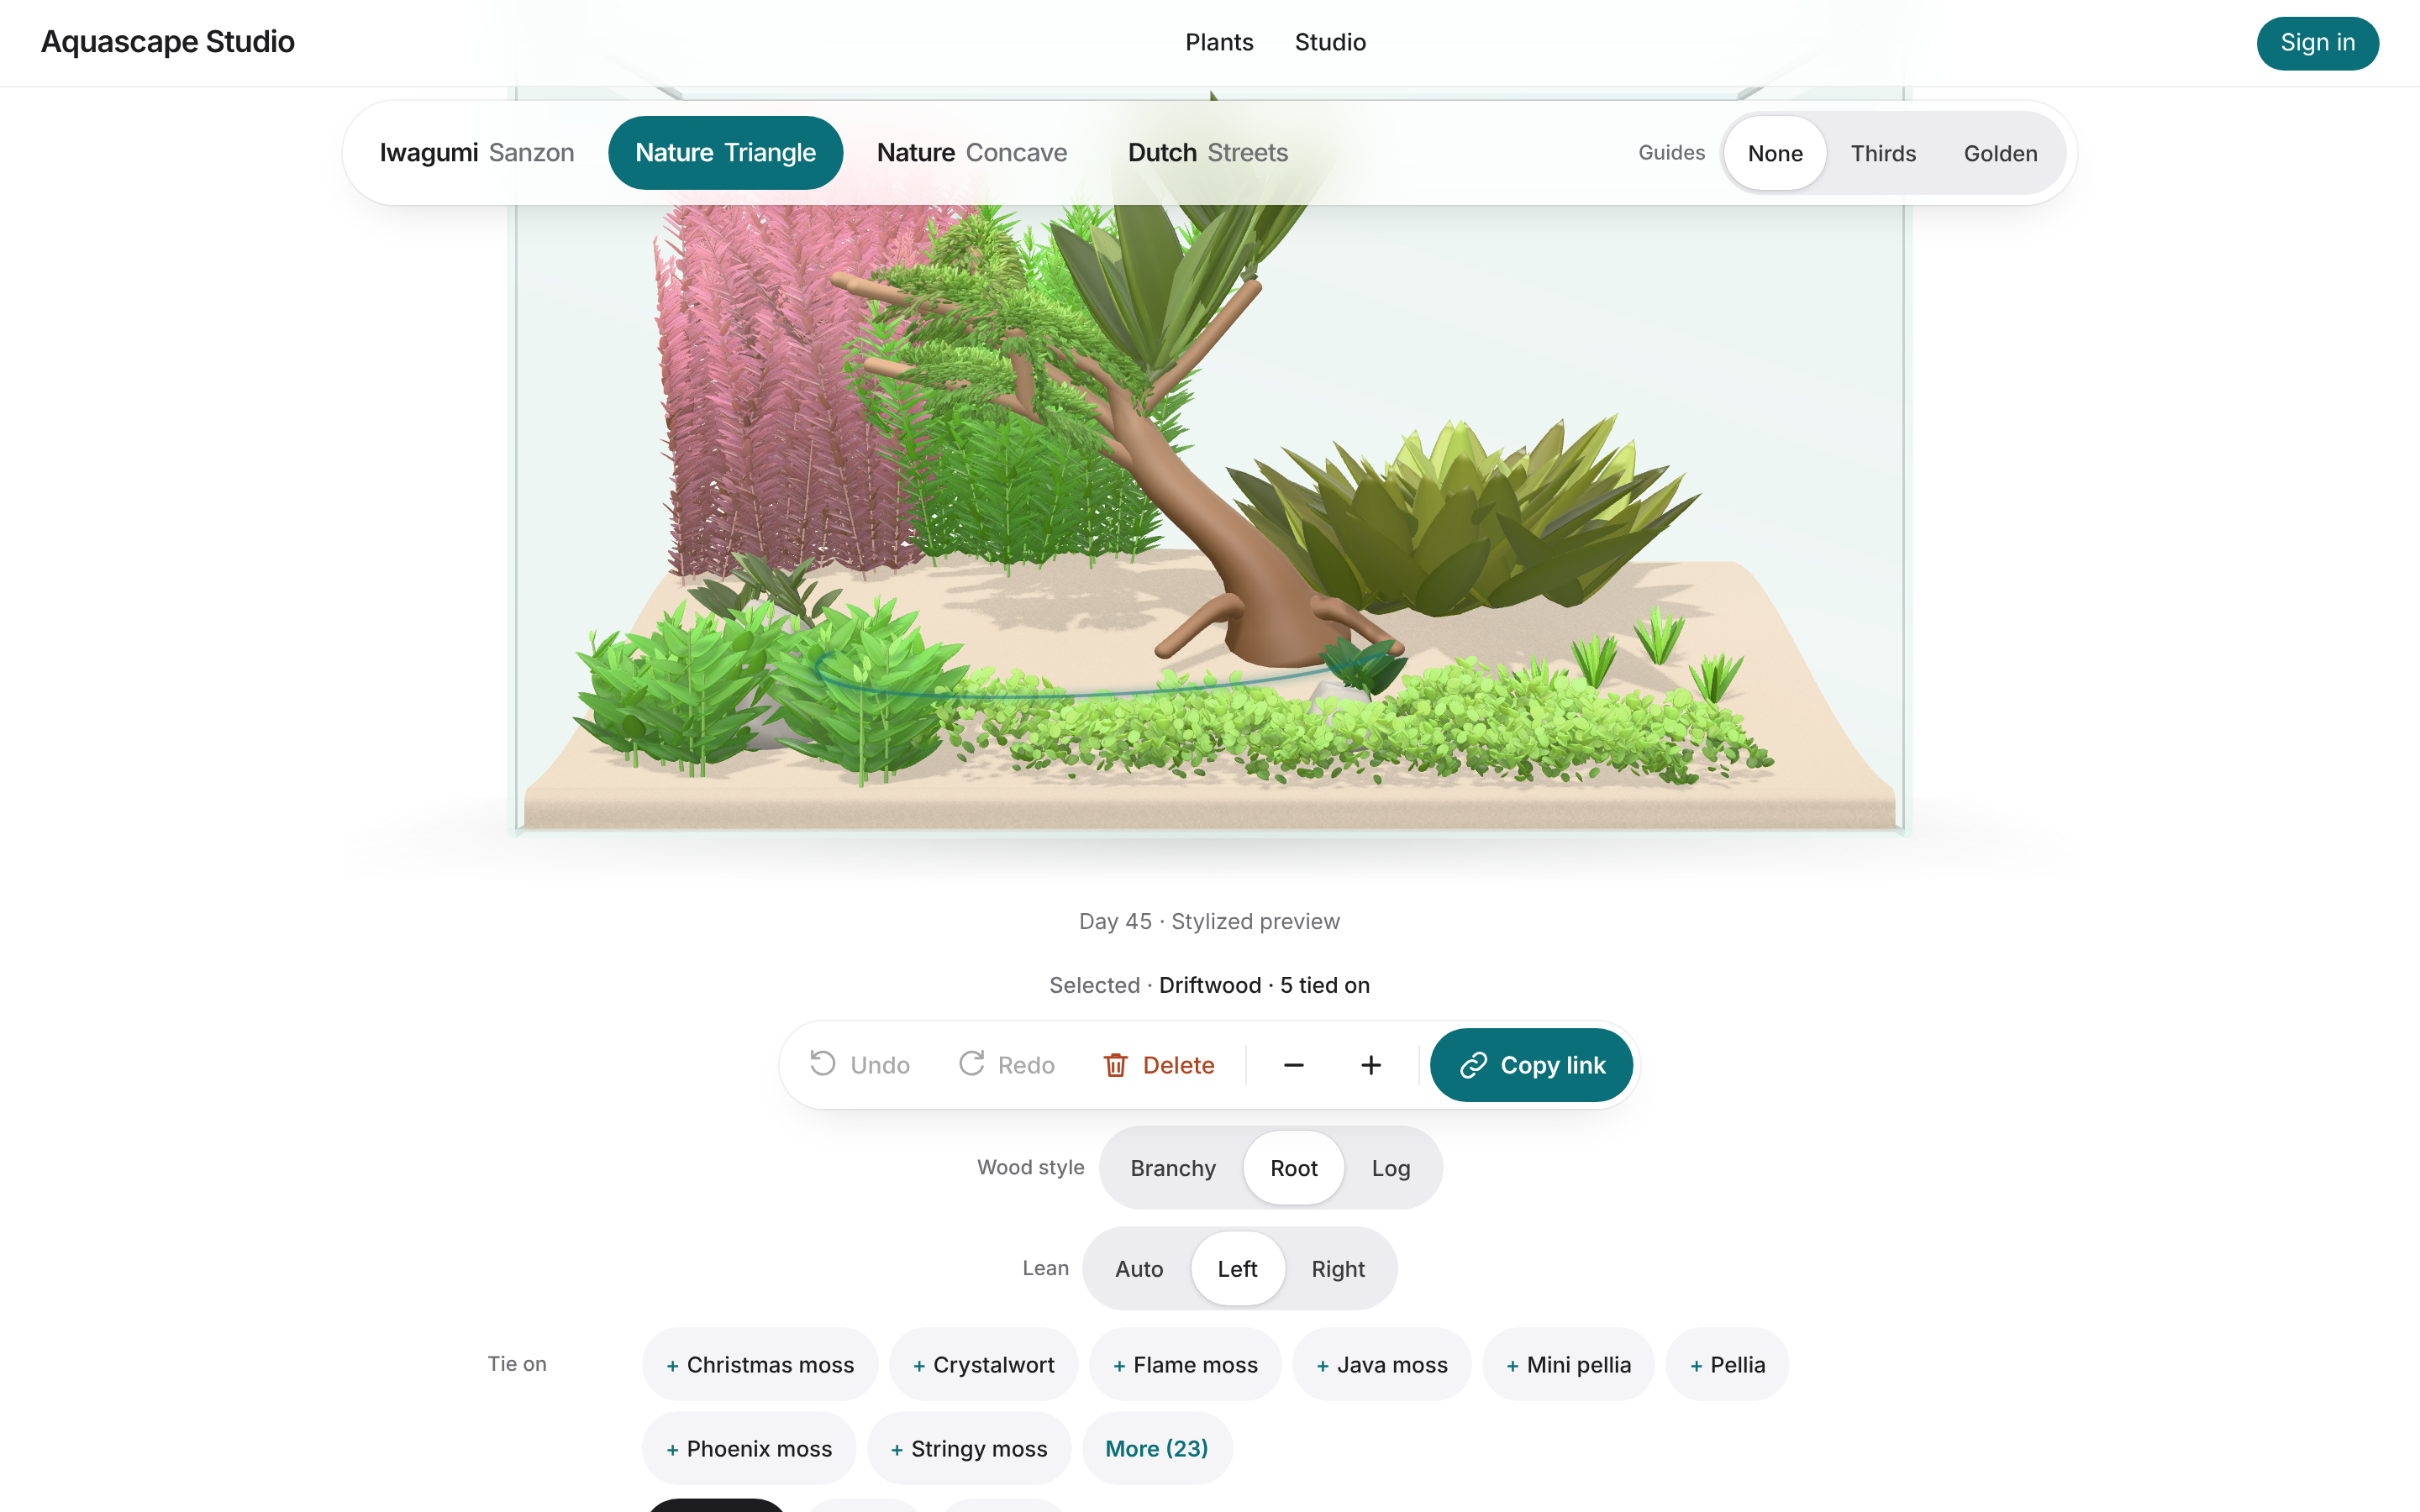 Aquascape Studio
Plants Studio
Sign in
Iwagumi Sanzon Nature Triangle Nature Concave Dutch Streets
Guides None Thirds Golden
Day 45 · Stylized preview
Selected · Driftwood · 5 tied on
Undo Redo Delete − + Copy link
Wood style Branchy Root Log
Lean Auto Left Right
Tie on + Christmas moss + Crystalwort + Flame moss + Java moss + Mini pellia + Pellia
+ Phoenix moss + Stringy moss More (23)